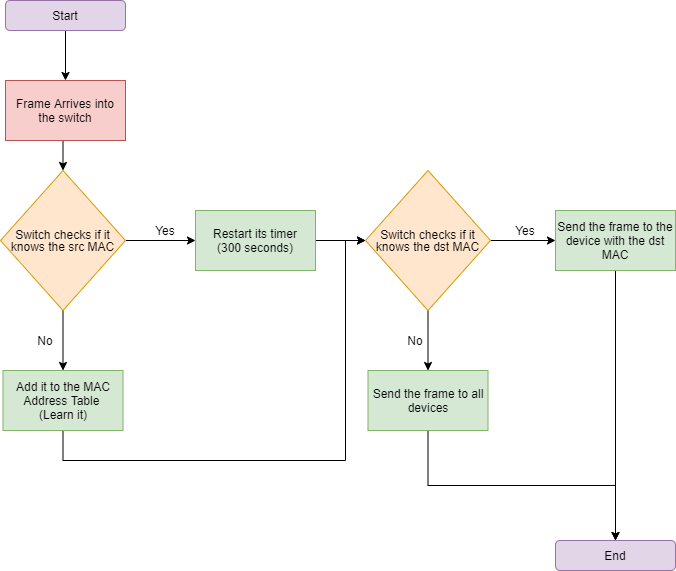 Start
Frame Arrives into
the switch
Switch checks if it
knows the src MAC
Yes
Restart its timer
(300 seconds)
Switch checks if it
knows the dst MAC
Yes
Send the frame to the
device with the dst
MAC
No
Add it to the MAC
Address Table
(Learn it)
No
Send the frame to all
devices
End